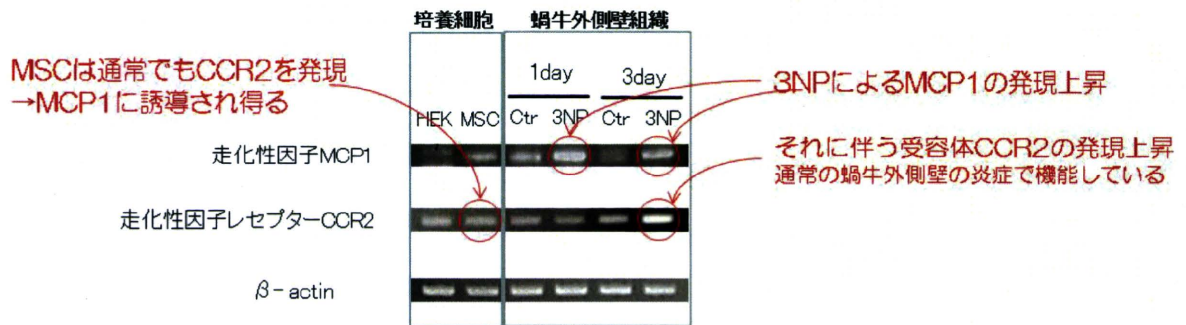 培養細胞 蝸牛外側壁組織
MSCは通常でもCCR2を発現
→MCP1に誘導され得る
1day 3day
HEK MSC Ctr 3NP Ctr 3NP
3NPによるMCP1の発現上昇
走化性因子MCP1
それに伴う受容体CCR2の発現上昇
通常の蝸牛外側壁の炎症で機能している
走化性因子レセプターCCR2
β-actin